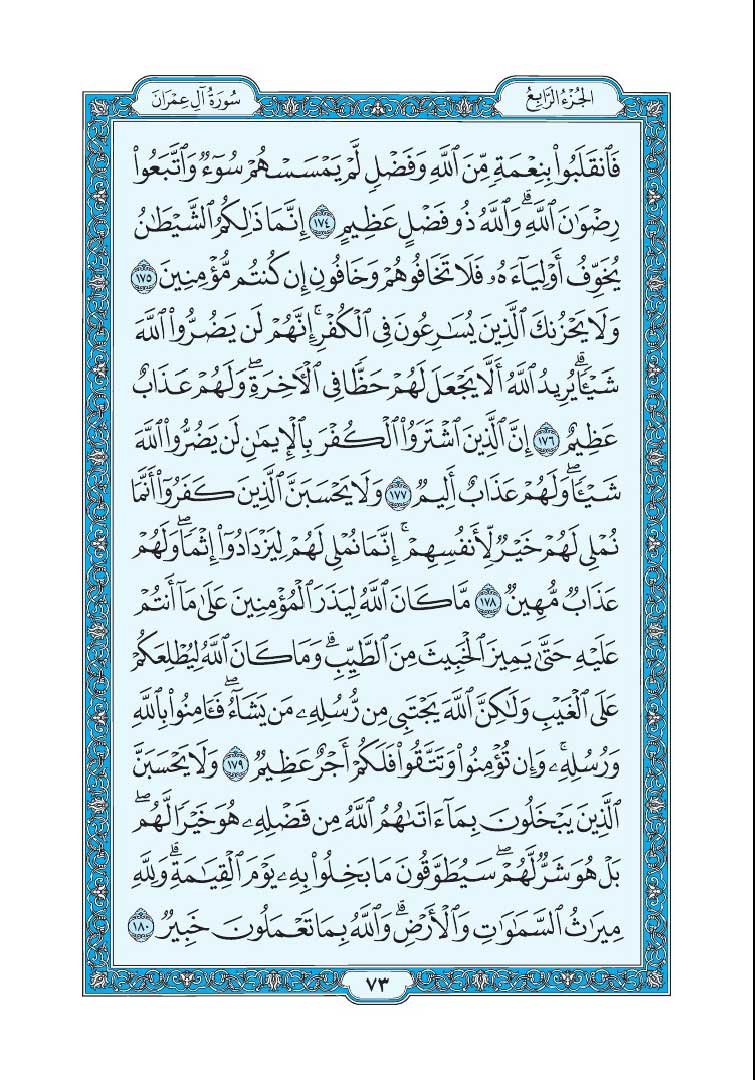 الجُزْءُ الرَّابِعُ
سُورَةُ آلِ عِمْرَانَ
فَٱنقَلَبُوا۟ بِنِعْمَةٍ مِّنَ ٱللَّهِ وَفَضْلٍ لَّمْ يَمْسَسْهُمْ سُوٓءٌ وَٱتَّبَعُوا۟
رِضْوَٰنَ ٱللَّهِ ۗ وَٱللَّهُ ذُو فَضْلٍ عَظِيمٍ ١٧٤ إِنَّمَا ذَٰلِكُمُ ٱلشَّيْطَٰنُ
يُخَوِّفُ أَوْلِيَآءَهُۥ فَلَا تَخَافُوهُمْ وَخَافُونِ إِن كُنتُم مُّؤْمِنِينَ ١٧٥
وَلَا يَحْزُنكَ ٱلَّذِينَ يُسَٰرِعُونَ فِى ٱلْكُفْرِ ۚ إِنَّهُمْ لَن يَضُرُّوا۟ ٱللَّهَ
شَيْـًٔا ۗ يُرِيدُ ٱللَّهُ أَلَّا يَجْعَلَ لَهُمْ حَظًّا فِى ٱلْـَٔاخِرَةِ ۖ وَلَهُمْ عَذَابٌ
عَظِيمٌ ١٧٦ إِنَّ ٱلَّذِينَ ٱشْتَرَوُا۟ ٱلْكُفْرَ بِٱلْإِيمَٰنِ لَن يَضُرُّوا۟ ٱللَّهَ
شَيْـًٔا ۖ وَلَهُمْ عَذَابٌ أَلِيمٌ ١٧٧ وَلَا يَحْسَبَنَّ ٱلَّذِينَ كَفَرُوٓا۟ أَنَّمَا
نُمْلِى لَهُمْ خَيْرٌ لِّأَنفُسِهِمْ ۚ إِنَّمَا نُمْلِى لَهُمْ لِيَزْدَادُوٓا۟ إِثْمًا ۖ وَلَهُمْ
عَذَابٌ مُّهِينٌ ١٧٨ مَّا كَانَ ٱللَّهُ لِيَذَرَ ٱلْمُؤْمِنِينَ عَلَىٰ مَآ أَنتُمْ
عَلَيْهِ حَتَّىٰ يَمِيزَ ٱلْخَبِيثَ مِنَ ٱلطَّيِّبِ ۗ وَمَا كَانَ ٱللَّهُ لِيُطْلِعَكُمْ
عَلَى ٱلْغَيْبِ وَلَٰكِنَّ ٱللَّهَ يَجْتَبِى مِن رُّسُلِهِۦ مَن يَشَآءُ ۖ فَـَٔامِنُوا۟ بِٱللَّهِ
وَرُسُلِهِۦ ۚ وَإِن تُؤْمِنُوا۟ وَتَتَّقُوا۟ فَلَكُمْ أَجْرٌ عَظِيمٌ ١٧٩ وَلَا يَحْسَبَنَّ
ٱلَّذِينَ يَبْخَلُونَ بِمَآ ءَاتَىٰهُمُ ٱللَّهُ مِن فَضْلِهِۦ هُوَ خَيْرًا لَّهُم ۖ
بَلْ هُوَ شَرٌّ لَّهُمْ ۖ سَيُطَوَّقُونَ مَا بَخِلُوا۟ بِهِۦ يَوْمَ ٱلْقِيَٰمَةِ ۗ وَلِلَّهِ
مِيرَٰثُ ٱلسَّمَٰوَٰتِ وَٱلْأَرْضِ ۗ وَٱللَّهُ بِمَا تَعْمَلُونَ خَبِيرٌ ١٨٠
٧٣